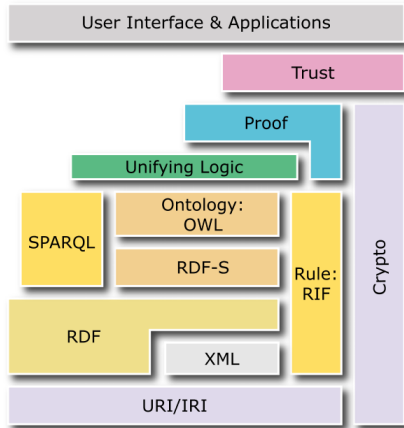 User Interface & Applications
Trust
Proof
Unifying Logic
Ontology:
OWL
SPARQL
RDF-S
Rule:
RIF
Crypto
RDF
XML
URI/IRI